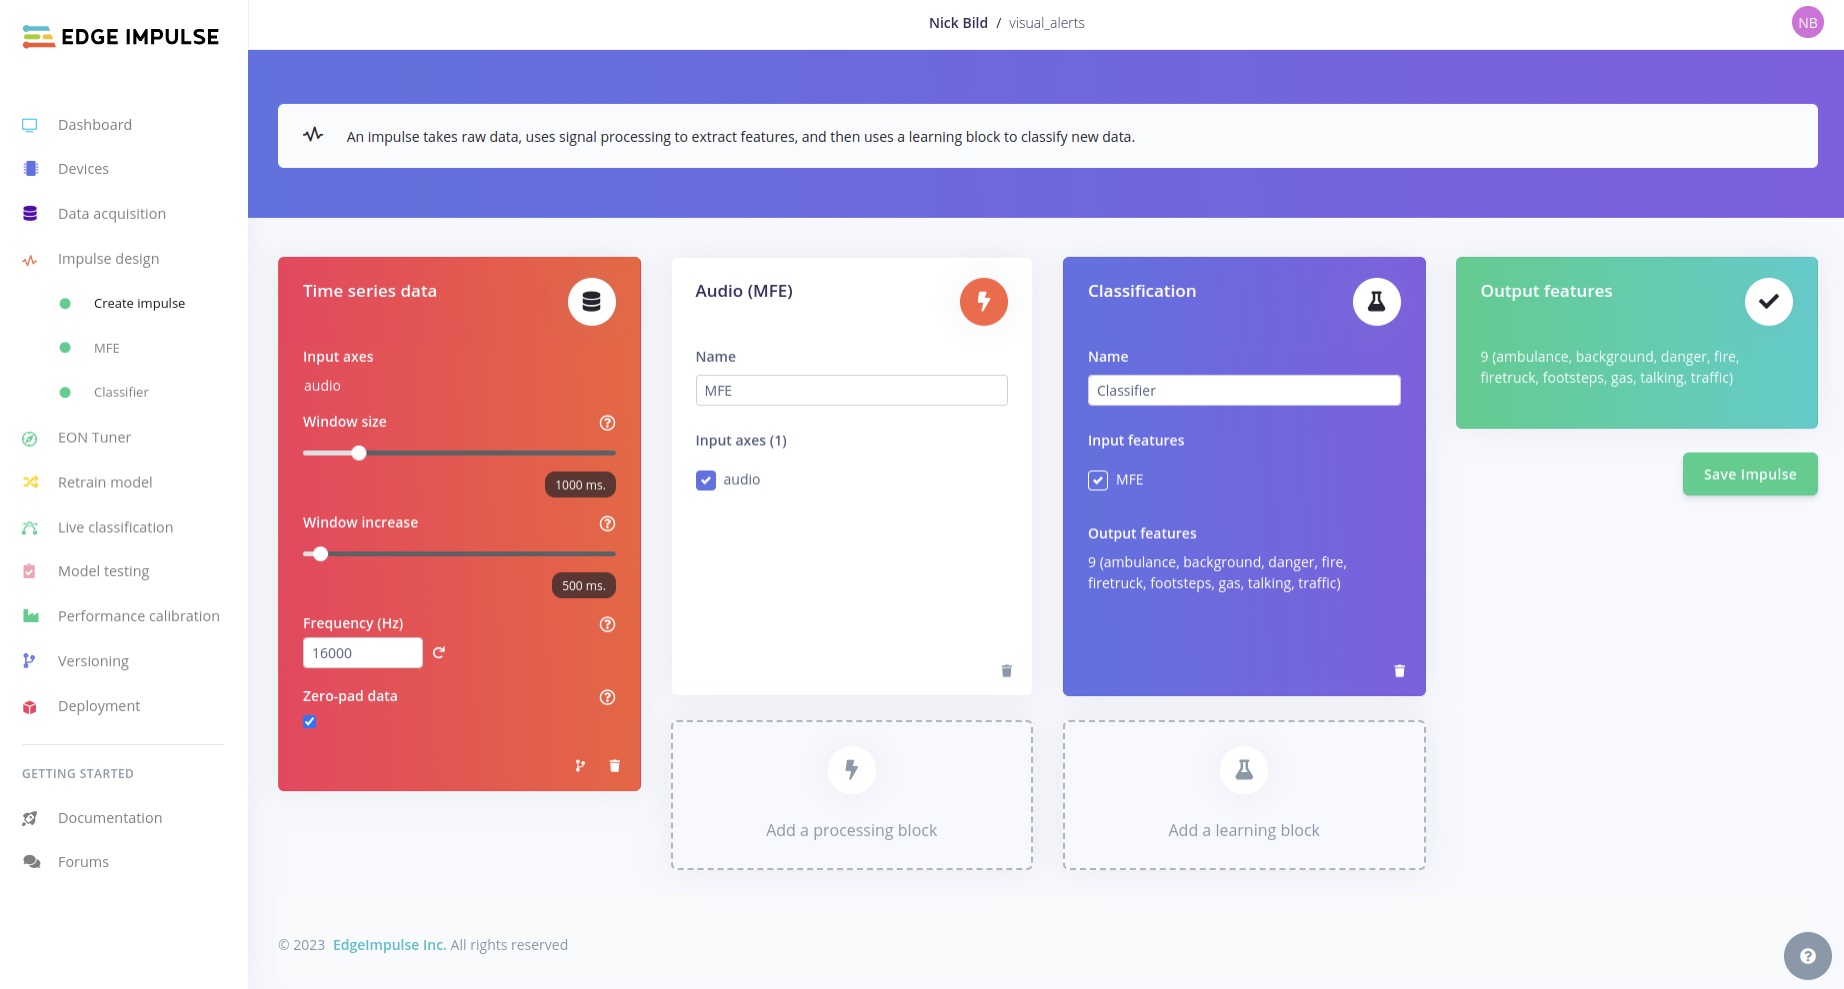 EDGE IMPULSE
Nick Bild / visual_alerts
NB
Dashboard
Devices
Data acquisition
Impulse design
Create impulse
MFE
Classifier
EON Tuner
Retrain model
Live classification
Model testing
Performance calibration
Versioning
Deployment
GETTING STARTED
Documentation
Forums
An impulse takes raw data, uses signal processing to extract features, and then uses a learning block to classify new data.
Time series data
Input axes
audio
Window size
?
1000 ms.
Window increase
?
500 ms.
Frequency (Hz)
?
16000
Zero-pad data
?
Audio (MFE)
Name
MFE
Input axes (1)
audio
Add a processing block
Classification
Name
Classifier
Input features
MFE
Output features
9 (ambulance, background, danger, fire,
firetruck, footsteps, gas, talking, traffic)
Add a learning block
Output features
9 (ambulance, background, danger, fire,
firetruck, footsteps, gas, talking, traffic)
Save Impulse
© 2023 EdgeImpulse Inc. All rights reserved
?